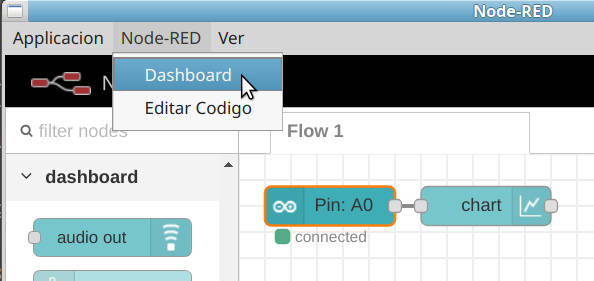 Node-RED
Applicacion Node-RED Ver
Dashboard
Editar Codigo
N
filter nodes
Flow 1
dashboard
Pin: A0
chart
audio out
connected